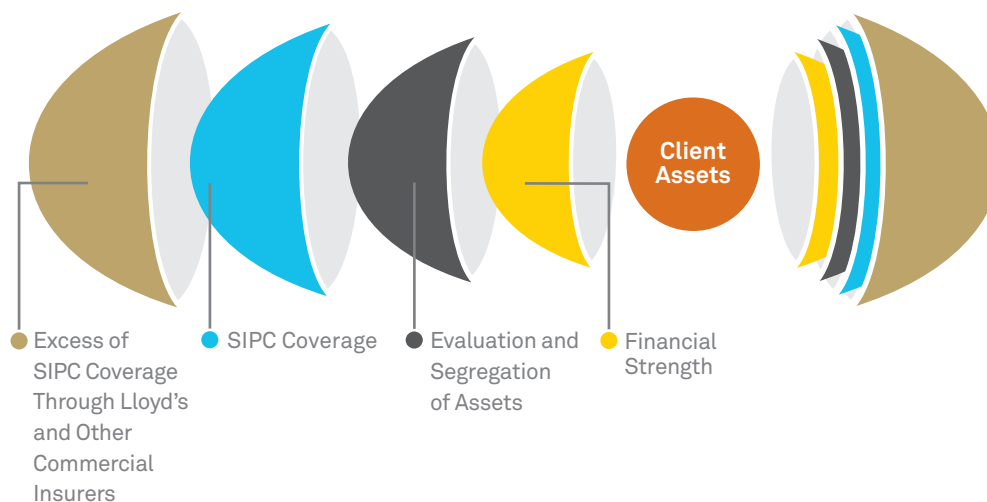 Client
Assets
Excess of
SIPC Coverage
Through Lloyd’s
and Other
Commercial
Insurers
SIPC Coverage
Evaluation and
Segregation
of Assets
Financial
Strength